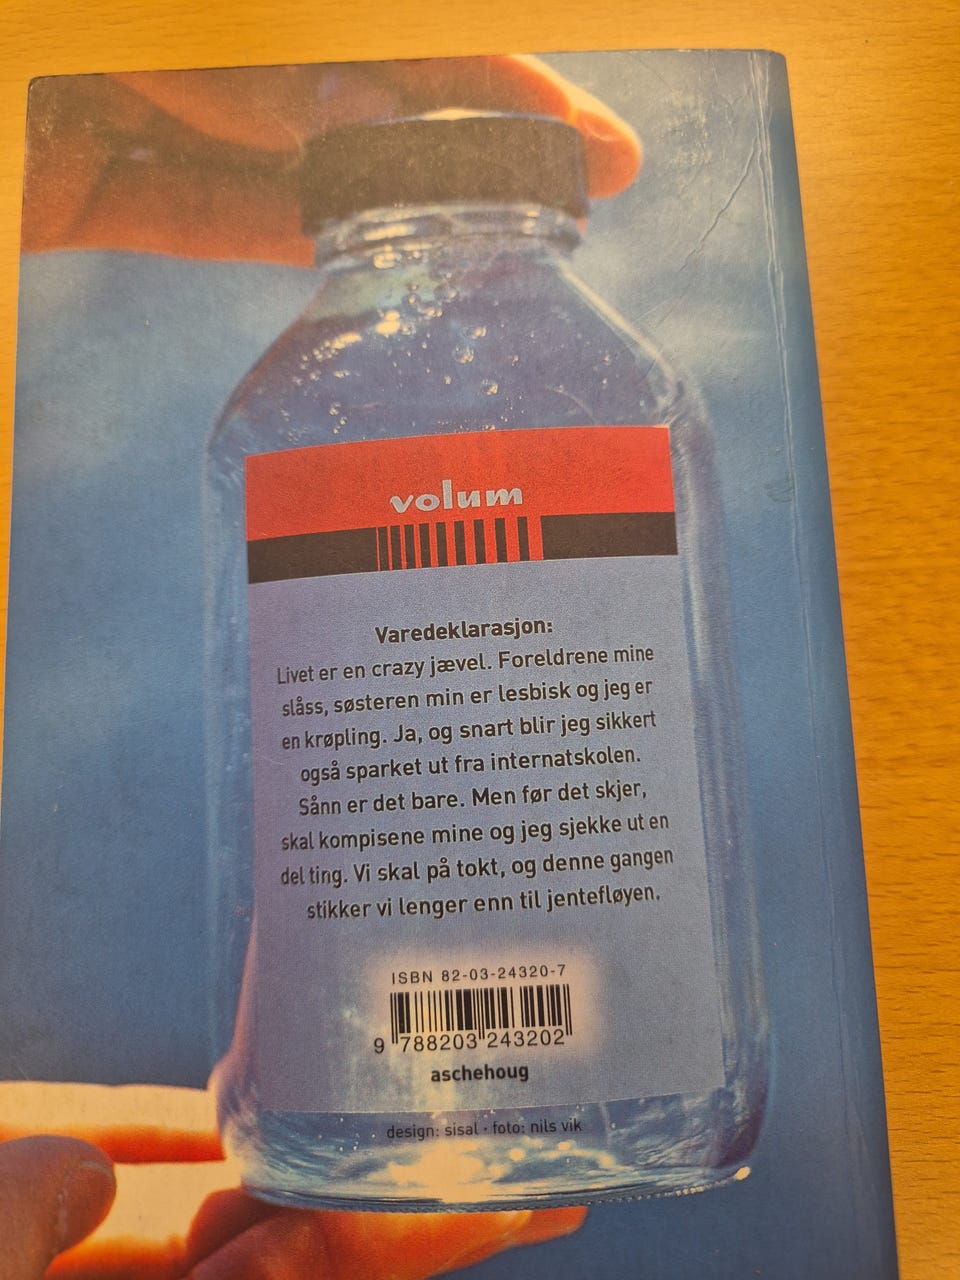 volum
Varedeklarasjon:
Livet er en crazy jævel. Foreldrene mine
slåss, søsteren min er lesbisk og jeg er
en krøpling. Ja, og snart blir jeg sikkert
også sparket ut fra internatskolen.
Sånn er det bare. Men før det skjer,
skal kompisene mine og jeg sjekke ut en
del ting. Vi skal på tokt, og denne gangen
stikker vi lenger enn til jentefløyen.
ISBN 82-03-24320-7
9 788203 243202
aschehoug
design: sisal · foto: nils vik